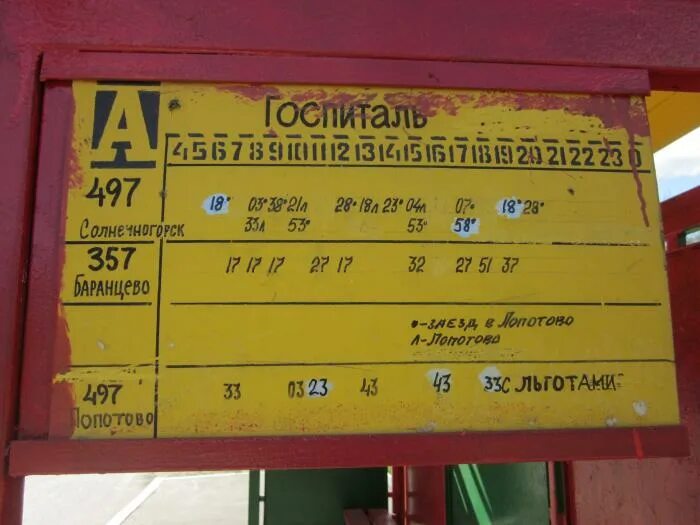 А
Госпиталь
4 5 6 7 8 9 10 11 12 13 14 15 16 17 18 19 20 21 22 23 0
497 18* 03* 38* 21л 28* 18л 23* 04л 07* 18* 28*
Солнечногорск 33л 53* 53* 58*
357 17 17 17 27 17 32 27 51 37
Баранцево
*-заезд в Лопотово
Л-Лопотово
497 33 03 23 43 43 33 с льготами
Лопотово